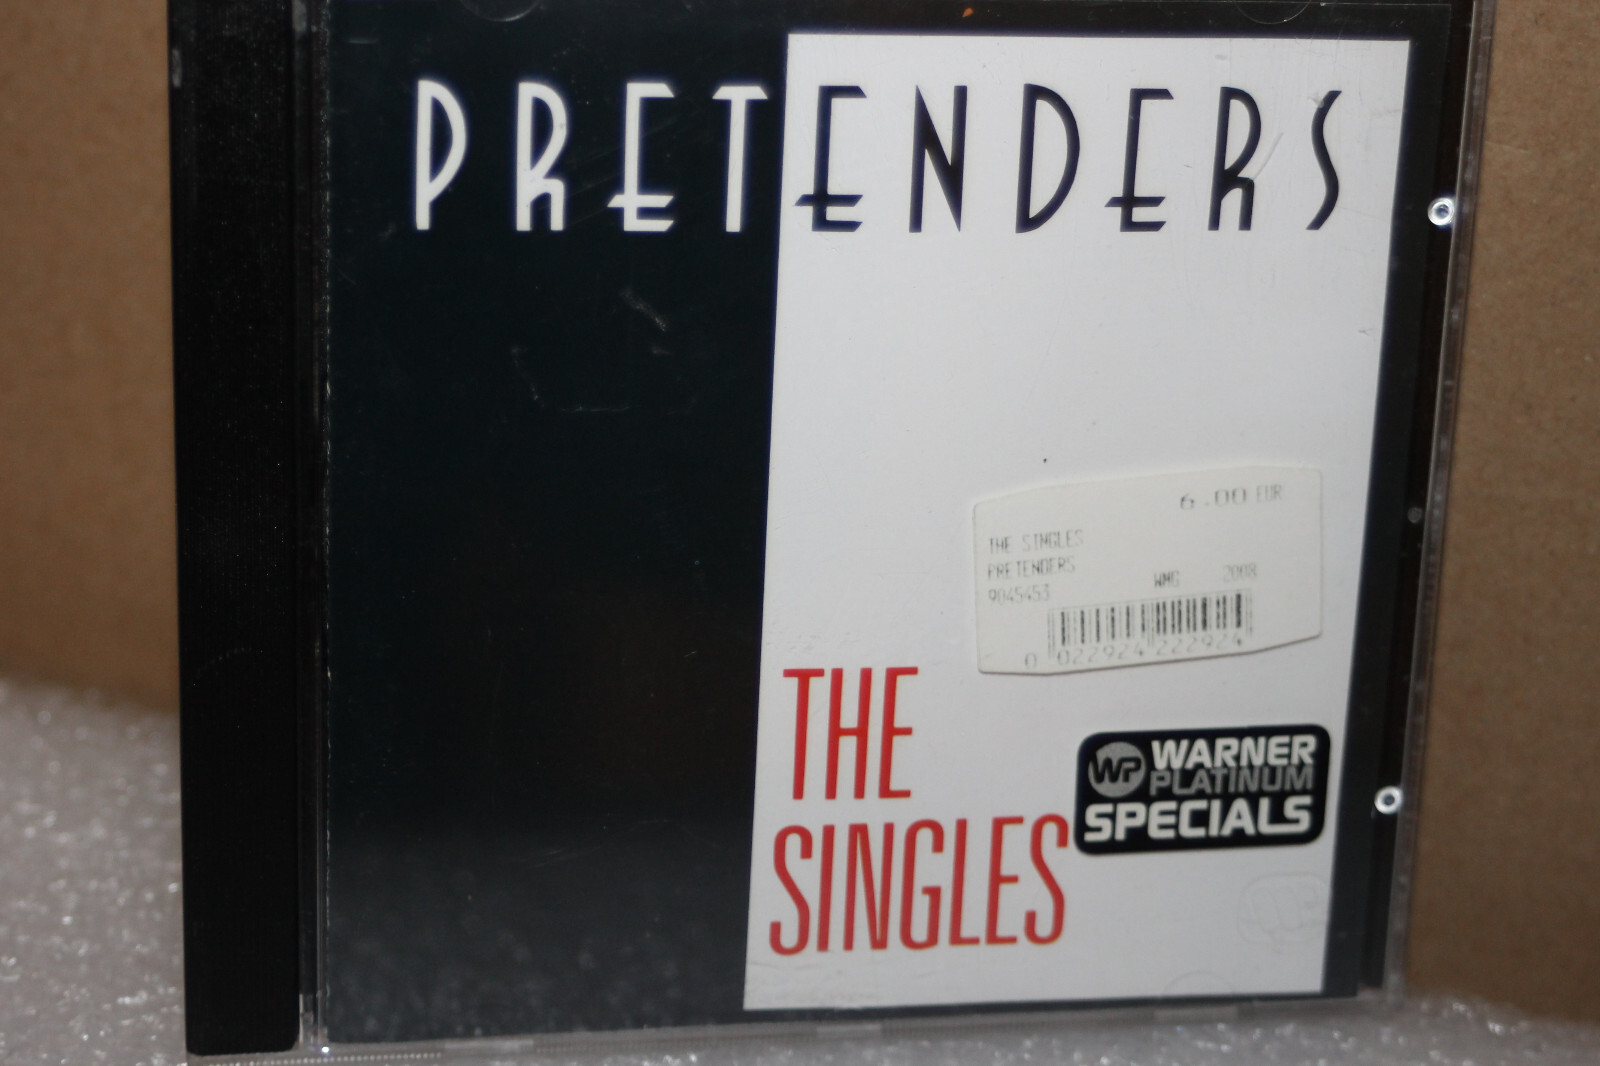 PRETENDERS
6.00 EUR
THE SINGLES
PRETENDERS
9045453 WMG 2008
0 022924 222924
THE
SINGLES
WP WARNER
PLATINUM
SPECIALS